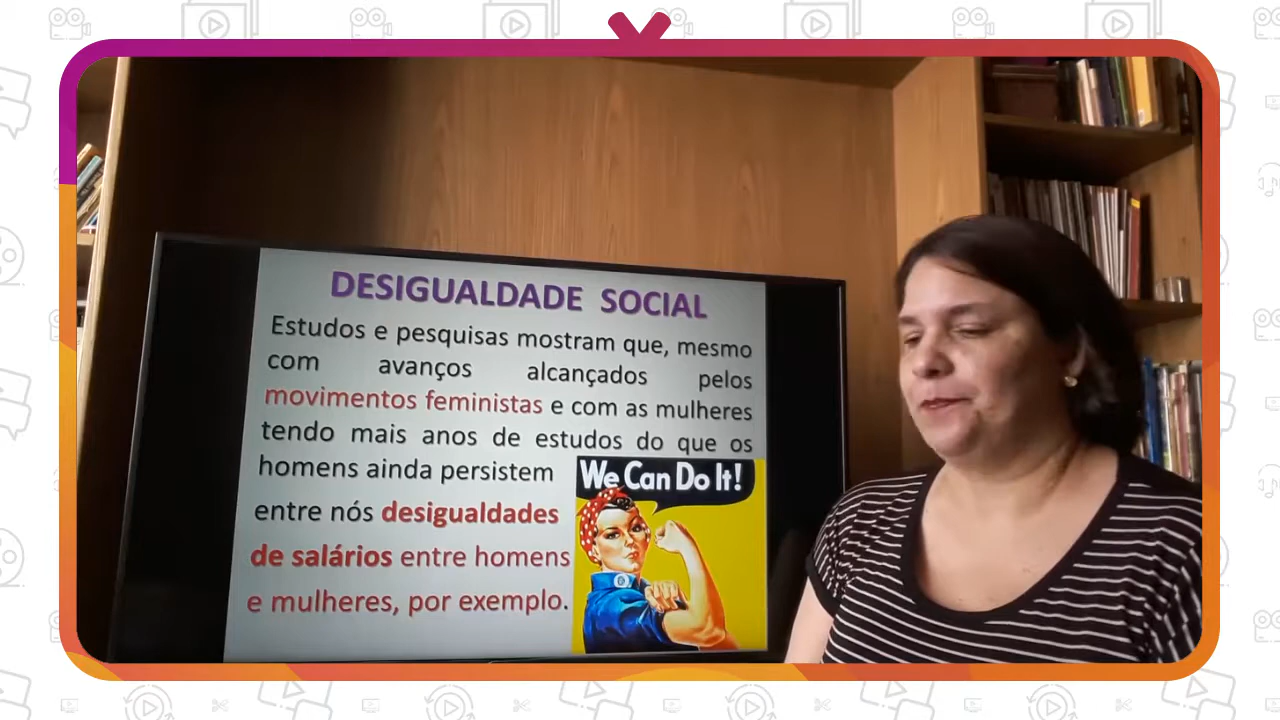 DESIGUALDADE SOCIAL
Estudos e pesquisas mostram que, mesmo
com avanços alcançados pelos
movimentos feministas e com as mulheres
tendo mais anos de estudos do que os
homens ainda persistem
entre nós desigualdades
de salários entre homens
e mulheres, por exemplo.
We Can Do It!